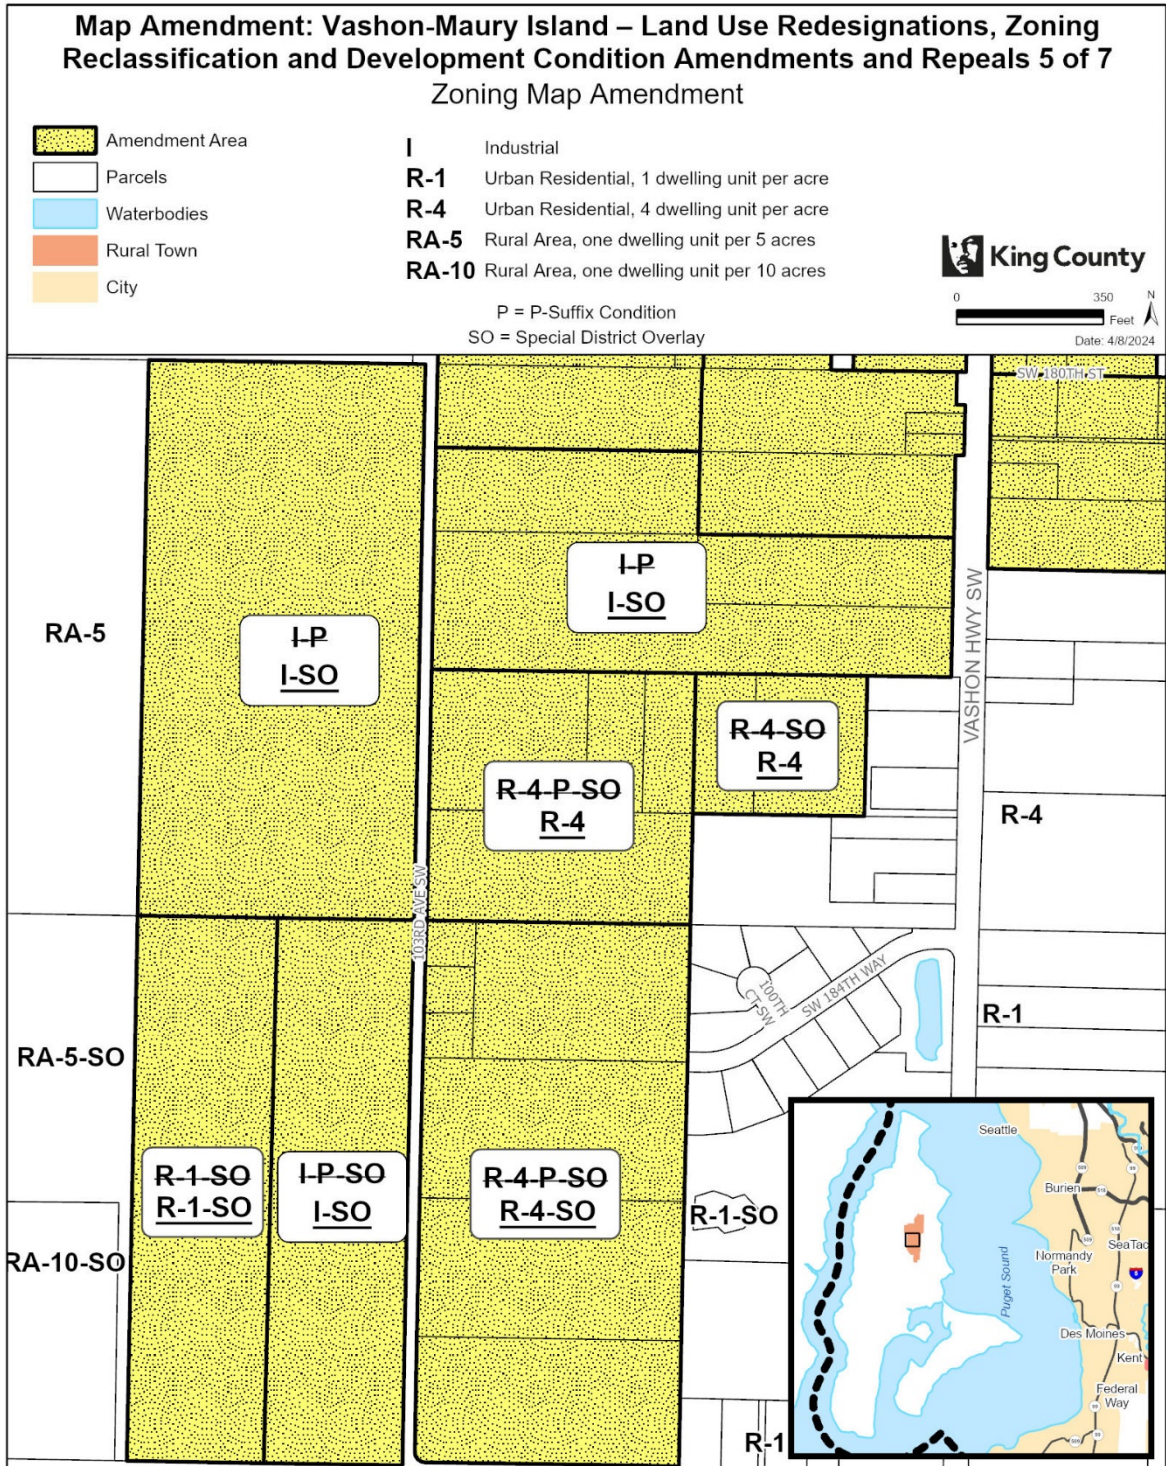 Map Amendment: Vashon-Maury Island – Land Use Redesignations, Zoning
Reclassification and Development Condition Amendments and Repeals 5 of 7
Zoning Map Amendment
Amendment Area
Parcels
Waterbodies
Rural Town
City
I Industrial
R-1 Urban Residential, 1 dwelling unit per acre
R-4 Urban Residential, 4 dwelling unit per acre
RA-5 Rural Area, one dwelling unit per 5 acres
RA-10 Rural Area, one dwelling unit per 10 acres
P = P-Suffix Condition
SO = Special District Overlay
King County
0 350
Feet
N
Date: 4/8/2024
SW 180TH ST
I-P
I-SO
VASHON HWY SW
RA-5
I-P
I-SO
R-4-SO
R-4
R-4-P-SO
R-4
R-4
103RD AVE SW
100TH
CT SW
SW 184TH WAY
R-1
RA-5-SO
R-1-SO
R-1-SO
I-P-SO
I-SO
R-4-P-SO
R-4-SO
R-1-SO
RA-10-SO
R-1
Seattle
Burien
Normandy
Park
SeaTac
Puget Sound
Des Moines
Kent
Federal
Way